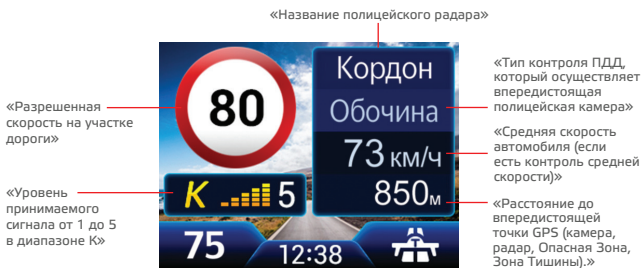 «Название полицейского радара»
«Разрешенная
скорость на участке
дороги»
«Уровень
принимаемого
сигнала от 1 до 5
в диапазоне К»
80
K 5
75
12:38
Кордон
Обочина
73 км/ч
850м
«Тип контроля ПДД,
который осуществляет
впередистоящая
полицейская камера»
«Средняя скорость
автомобиля (если
есть контроль средней
скорости)»
«Расстояние до
впередистоящей
точки GPS (камера,
радар, Опасная Зона,
Зона Тишины).»